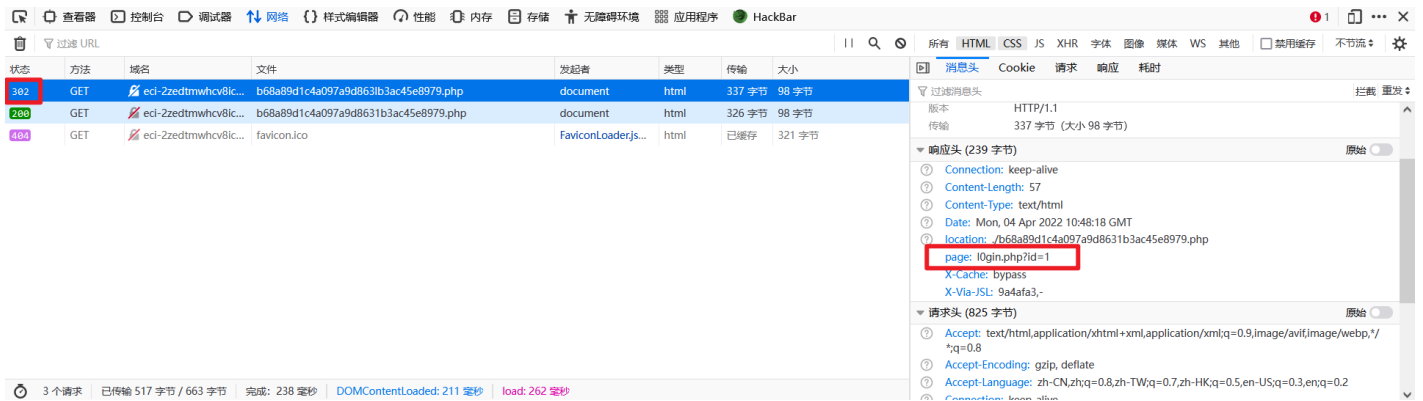 查看器 控制台 调试器 网络 样式编辑器 性能 内存 存储 无障碍环境 应用程序 HackBar 1
过滤 URL
所有 HTML CSS JS XHR 字体 图像 媒体 WS 其他 禁用缓存 不节流
状态 方法 域名 文件 发起者 类型 传输 大小
302 GET eci-2zedtmwhcv8ic... b68a89d1c4a097a9d863lb3ac45e8979.php document html 337 字节 98 字节
200 GET eci-2zedtmwhcv8ic... b68a89d1c4a097a9d8631b3ac45e8979.php document html 326 字节 98 字节
404 GET eci-2zedtmwhcv8ic... favicon.ico FaviconLoader.js... html 已缓存 321 字节
消息头 Cookie 请求 响应 耗时
过滤消息头 拦截 重发
版本 HTTP/1.1
传输 337 字节 (大小 98 字节)
响应头 (239 字节) 原始
Connection: keep-alive
Content-Length: 57
Content-Type: text/html
Date: Mon, 04 Apr 2022 10:48:18 GMT
location: ./b68a89d1c4a097a9d8631b3ac45e8979.php
page: l0gin.php?id=1
X-Cache: bypass
X-Via-JSL: 9a4afa3,-
请求头 (825 字节) 原始
Accept: text/html,application/xhtml+xml,application/xml;q=0.9,image/avif,image/webp,*/
*;q=0.8
Accept-Encoding: gzip, deflate
Accept-Language: zh-CN,zh;q=0.8,zh-TW;q=0.7,zh-HK;q=0.5,en-US;q=0.3,en;q=0.2
Connection: keep-alive
3 个请求 已传输 517 字节 / 663 字节 完成: 238 毫秒 DOMContentLoaded: 211 毫秒 load: 262 毫秒